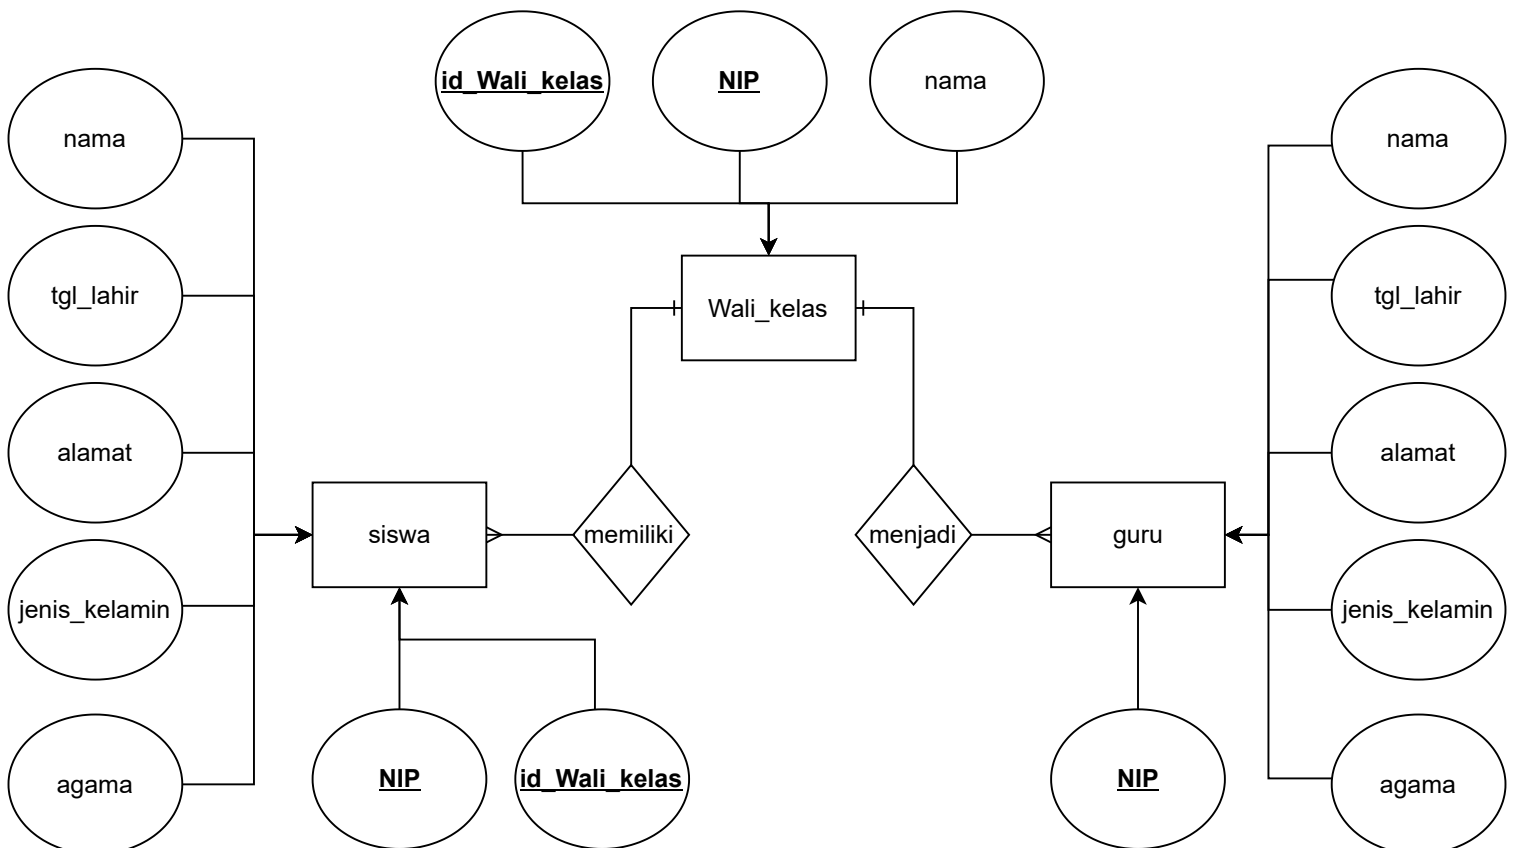 id_Wali_kelas
NIP
nama
nama
tgl_lahir
alamat
jenis_kelamin
agama
Wali_kelas
siswa
memiliki
menjadi
guru
NIP
id_Wali_kelas
NIP
nama
tgl_lahir
alamat
jenis_kelamin
agama